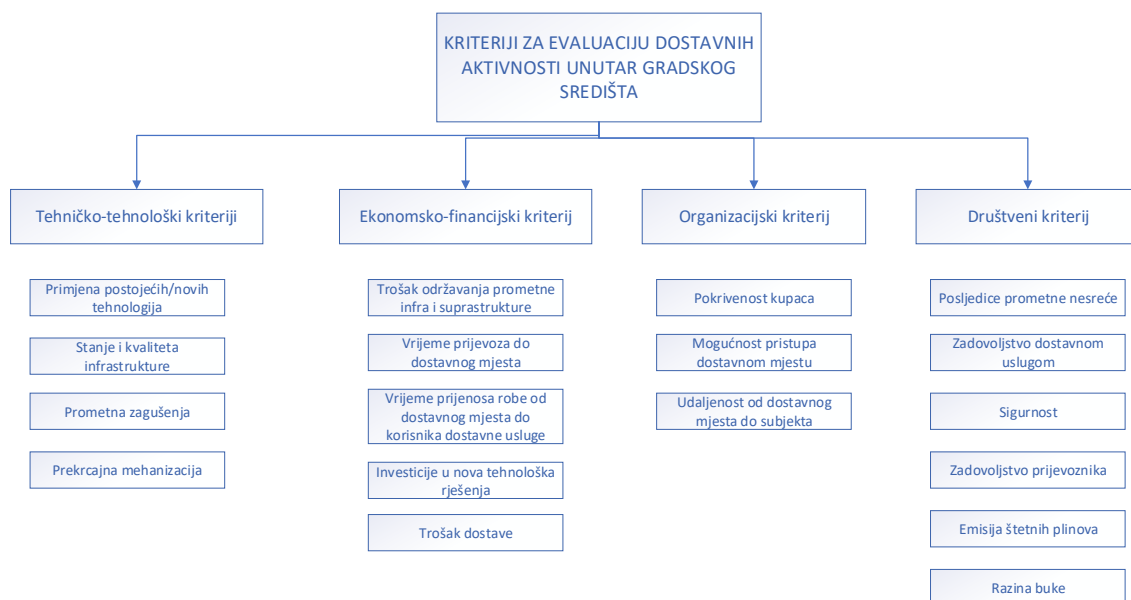 KRITERIJI ZA EVALUACIJU DOSTAVNIH
AKTIVNOSTI UNUTAR GRADSKOG
SREDIŠTA
Tehničko-tehnološki kriteriji
Primjena postojećih/novih
tehnologija
Stanje i kvaliteta
infrastrukture
Prometna zagušenja
Prekrcajna mehanizacija
Ekonomsko-financijski kriterij
Trošak održavanja prometne
infra i suprastrukture
Vrijeme prijevoza do
dostavnog mjesta
Vrijeme prijenosa robe od
dostavnog mjesta do
korisnika dostavne usluge
Investicije u nova tehnološka
rješenja
Trošak dostave
Organizacijski kriterij
Pokrivenost kupaca
Mogućnost pristupa
dostavnom mjestu
Udaljenost od dostavnog
mjesta do subjekta
Društveni kriterij
Posljedice prometne nesreće
Zadovoljstvo dostavnom
uslugom
Sigurnost
Zadovoljstvo prijevoznika
Emisija štetnih plinova
Razina buke